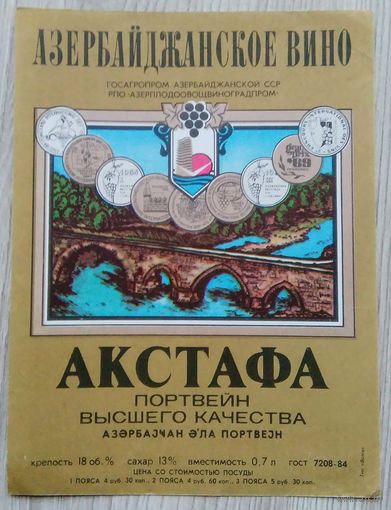 АЗЕРБАЙДЖАНСКОЕ ВИНО
ГОСАГРОПРОМ АЗЕРБАЙДЖАНСКОЙ ССР
РПО «АЗЕРПЛОДООВОЩВИНОГРАДПРОМ»
АКСТАФА
ПОРТВЕЙН
ВЫСШЕГО КАЧЕСТВА
АЗӘРБАЈҸАН Ә'ЛА ПОРТВЕЈН
крепость 18 об.% сахар 13% вместимость 0,7 л гост 7208-84
ЦЕНА СО СТОИМОСТЬЮ ПОСУДЫ
1 ПОЯСА 4 руб. 30 коп., 2 ПОЯСА 4 руб. 60 коп., 3 ПОЯСА 5 руб. 30 коп.